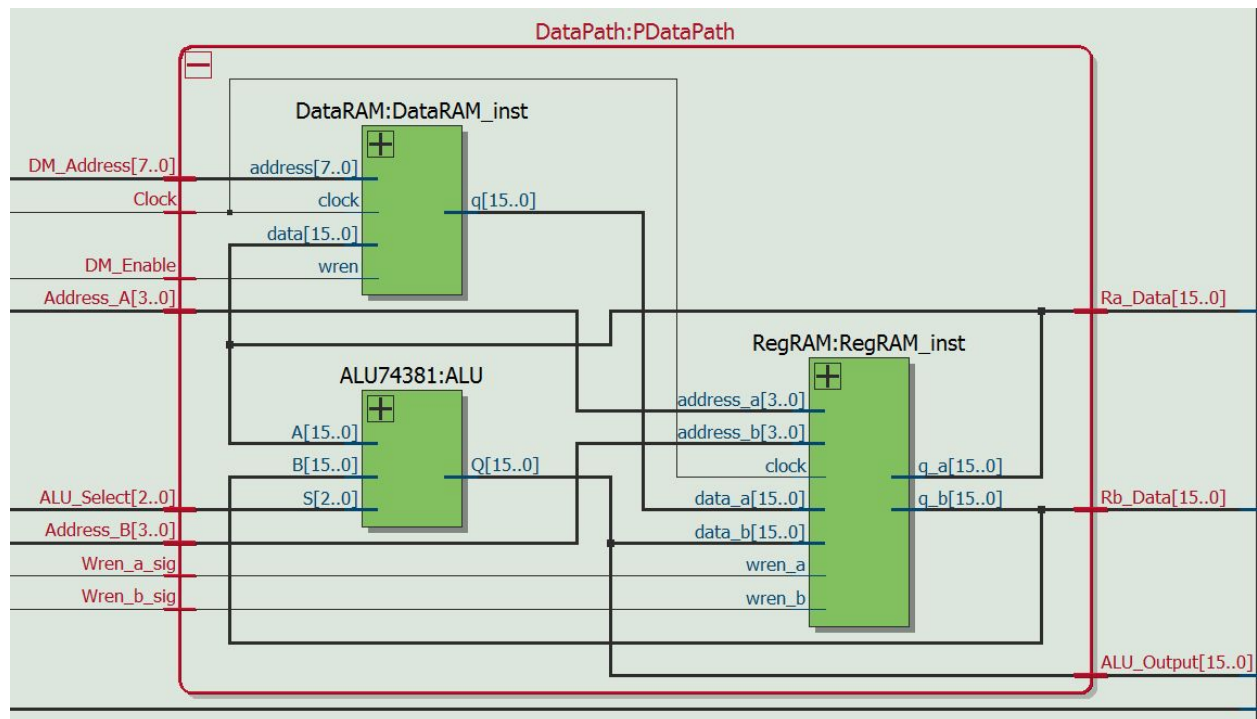 DataPath:PDataPath
DataRAM:DataRAM_inst
DM_Address[7..0]
address[7..0]
Clock
clock
q[15..0]
data[15..0]
DM_Enable
wren
Address_A[3..0]
Ra_Data[15..0]
RegRAM:RegRAM_inst
ALU74381:ALU
address_a[3..0]
address_b[3..0]
A[15..0]
B[15..0]
Q[15..0]
clock
q_a[15..0]
ALU_Select[2..0]
S[2..0]
data_a[15..0]
q_b[15..0]
Rb_Data[15..0]
Address_B[3..0]
data_b[15..0]
Wren_a_sig
wren_a
Wren_b_sig
wren_b
ALU_Output[15..0]